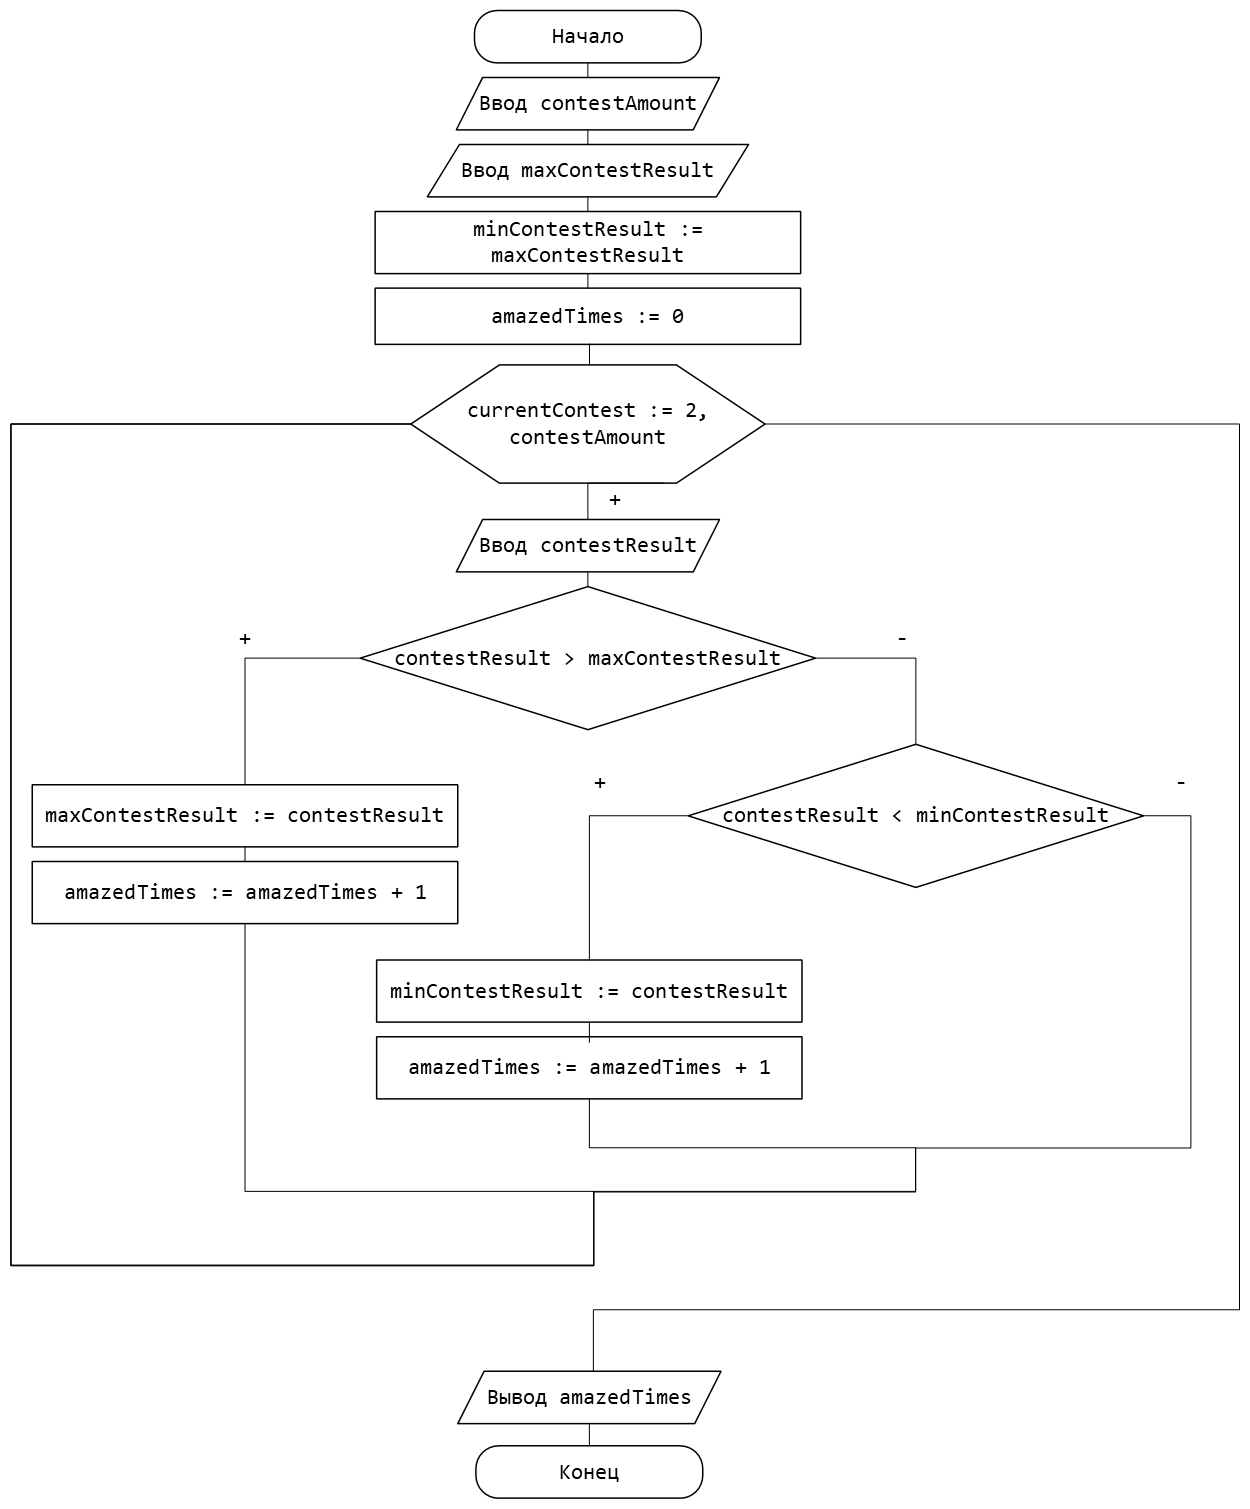 Начало
Ввод contestAmount
Ввод maxContestResult
minContestResult :=
maxContestResult
amazedTimes := 0
currentContest := 2,
contestAmount
+
Ввод contestResult
+
-
contestResult > maxContestResult
+
-
maxContestResult := contestResult
contestResult < minContestResult
amazedTimes := amazedTimes + 1
minContestResult := contestResult
amazedTimes := amazedTimes + 1
Вывод amazedTimes
Конец